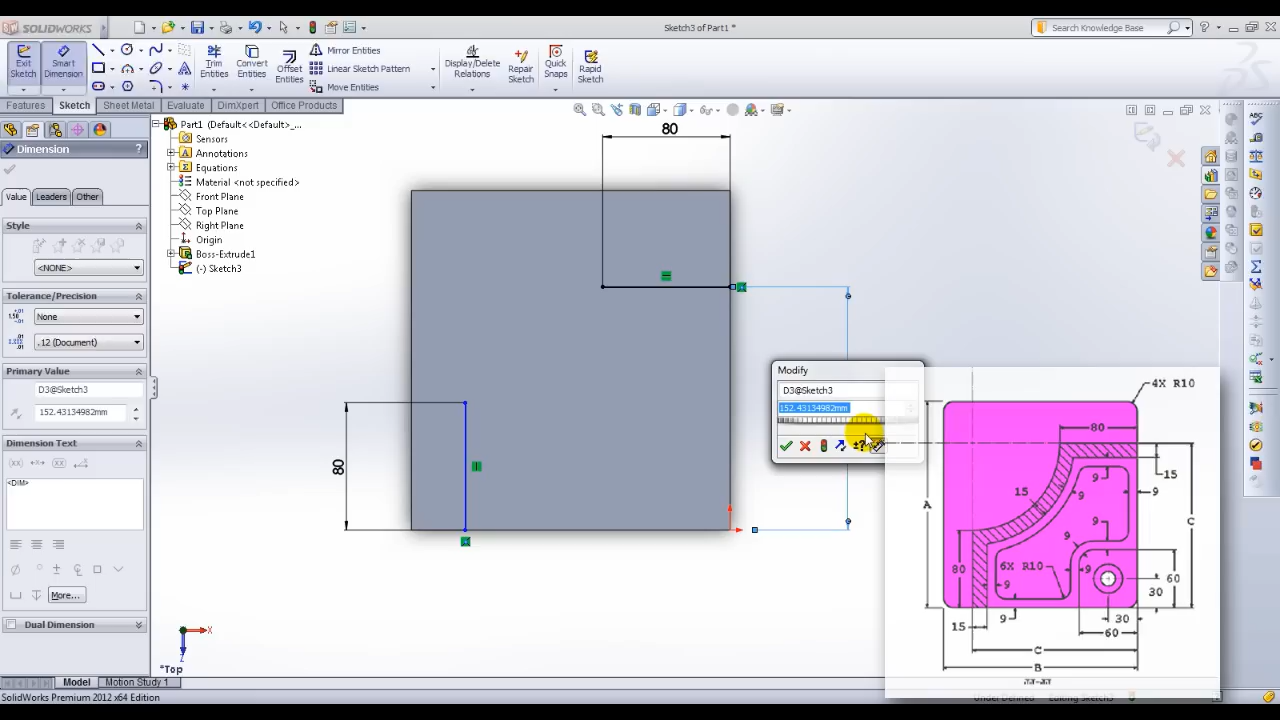 SOLIDWORKS
Sketch3 of Part1 *
Search Knowledge Base
Exit Sketch
Smart Dimension
Trim Entities
Convert Entities
Offset Entities
Mirror Entities
Linear Sketch Pattern
Move Entities
Display/Delete Relations
Repair Sketch
Quick Snaps
Rapid Sketch
Features
Sketch
Sheet Metal
Evaluate
DimXpert
Office Products
Dimension
?
Value
Leaders
Other
Style
<NONE>
Tolerance/Precision
None
.12 (Document)
Primary Value
D3@Sketch3
152.43134982mm
Dimension Text
<DIM>
More...
Dual Dimension
Part1 (Default<<Default>_...
Sensors
Annotations
Equations
Material <not specified>
Front Plane
Top Plane
Right Plane
Origin
Boss-Extrude1
(-) Sketch3
80
80
Modify
D3@Sketch3
152.43134982mm
4X R10
80
15
9
9
9
15
A
C
9
9
9
80
6X R10
60
9
30
9
30
15
60
C
B
X
Z
*Top
Model
Motion Study 1
SolidWorks Premium 2012 x64 Edition
Under Defined
Editing Sketch3